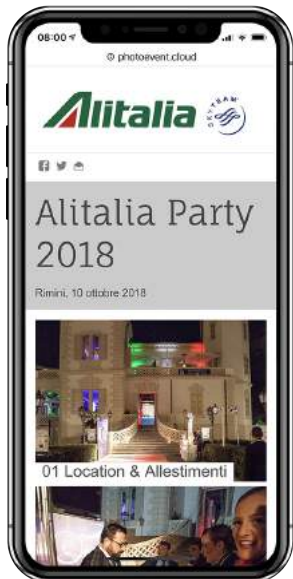 08:00
photoevent.cloud
Alitalia
SKYTEAM
Alitalia Party
2018
Rimini, 10 ottobre 2018
01 Location & Allestimenti